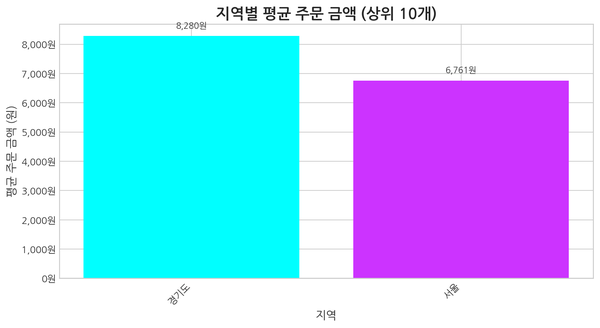 지역별 평균 주문 금액 (상위 10개)
8,280원
6,761원
8,000원
7,000원
6,000원
5,000원
4,000원
3,000원
2,000원
1,000원
0원
평균 주문 금액 (원)
경기도
서울
지역